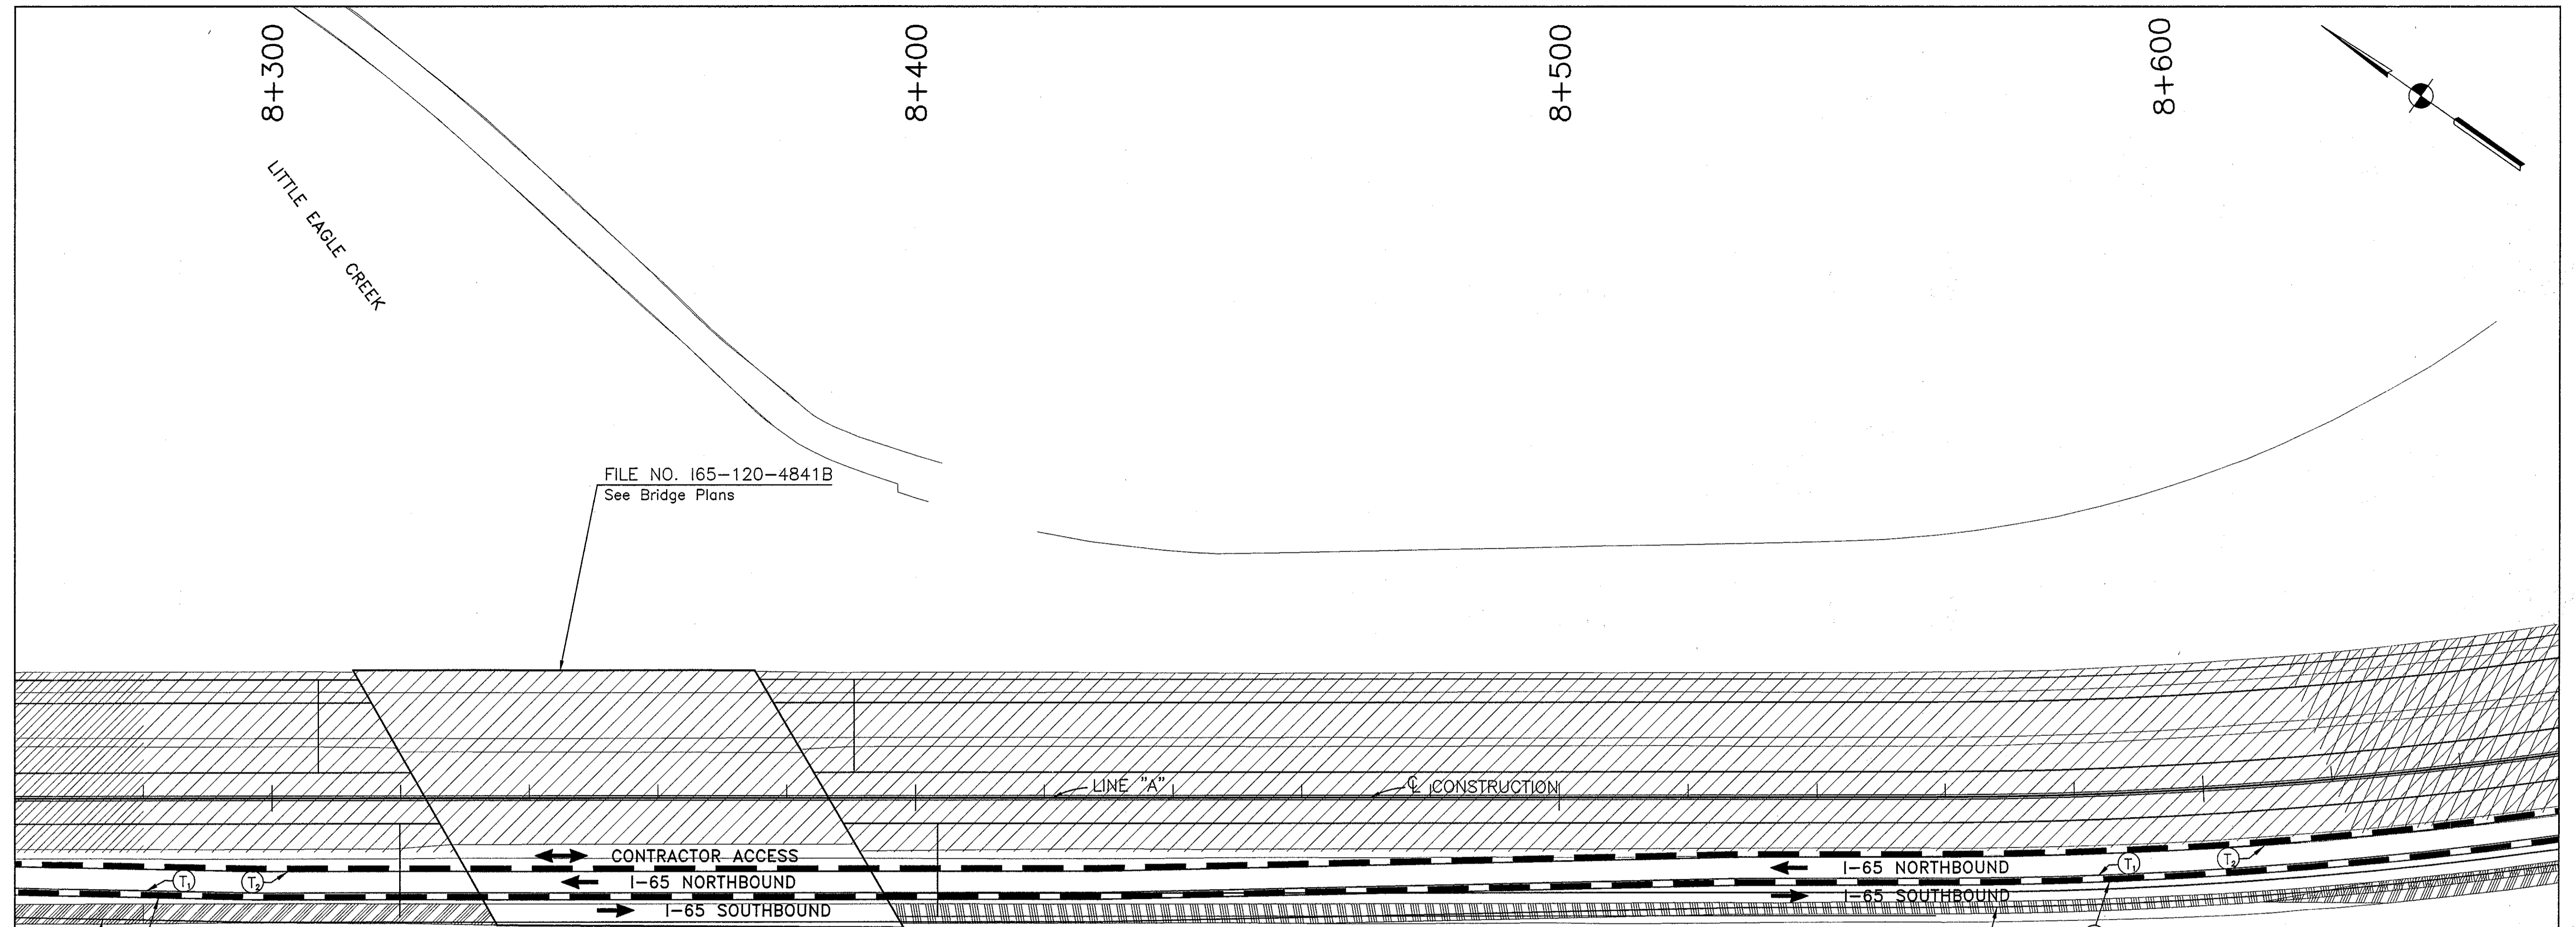 8+300
8+400
8+500
8+600
LITTLE EAGLE CREEK
FILE NO. I65-120-4841B
See Bridge Plans
LINE "A"
℄ CONSTRUCTION
CONTRACTOR ACCESS
I-65 NORTHBOUND
I-65 SOUTHBOUND
I-65 NORTHBOUND
I-65 SOUTHBOUND
T1
T2
T1
T2